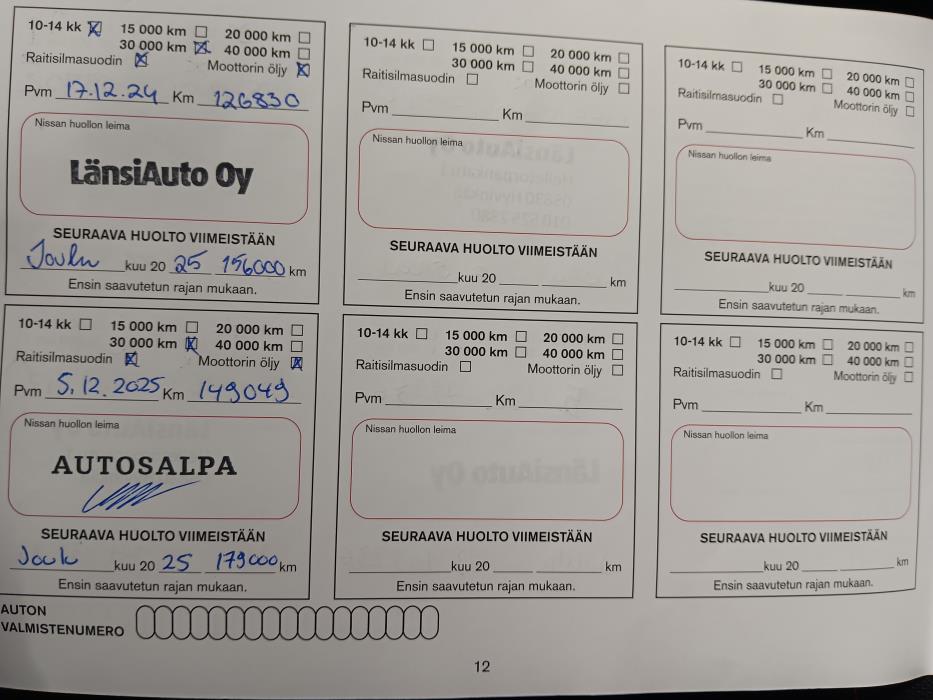 10-14 kk 15 000 km 20 000 km
30 000 km 40 000 km
Raitisilmasuodin Moottorin öljy
Pvm 17.12.24 Km 126830
Nissan huollon leima
LänsiAuto Oy
SEURAAVA HUOLTO VIIMEISTÄÄN
Joulu kuu 20 25 156000 km
Ensin saavutetun rajan mukaan.
10-14 kk 15 000 km 20 000 km
30 000 km 40 000 km
Raitisilmasuodin Moottorin öljy
Pvm Km
Nissan huollon leima
SEURAAVA HUOLTO VIIMEISTÄÄN
kuu 20 km
Ensin saavutetun rajan mukaan.
10-14 kk 15 000 km 20 000 km
30 000 km 40 000 km
Raitisilmasuodin Moottorin öljy
Pvm Km
Nissan huollon leima
SEURAAVA HUOLTO VIIMEISTÄÄN
kuu 20 km
Ensin saavutetun rajan mukaan.
10-14 kk 15 000 km 20 000 km
30 000 km 40 000 km
Raitisilmasuodin Moottorin öljy
Pvm 5.12.2025 Km 149049
Nissan huollon leima
AUTOSALPA
SEURAAVA HUOLTO VIIMEISTÄÄN
Joulu kuu 20 25 179000 km
Ensin saavutetun rajan mukaan.
10-14 kk 15 000 km 20 000 km
30 000 km 40 000 km
Raitisilmasuodin Moottorin öljy
Pvm Km
Nissan huollon leima
SEURAAVA HUOLTO VIIMEISTÄÄN
kuu 20 km
Ensin saavutetun rajan mukaan.
10-14 kk 15 000 km 20 000 km
30 000 km 40 000 km
Raitisilmasuodin Moottorin öljy
Pvm Km
Nissan huollon leima
SEURAAVA HUOLTO VIIMEISTÄÄN
kuu 20 km
Ensin saavutetun rajan mukaan.
AUTON
VALMISTENUMERO
12